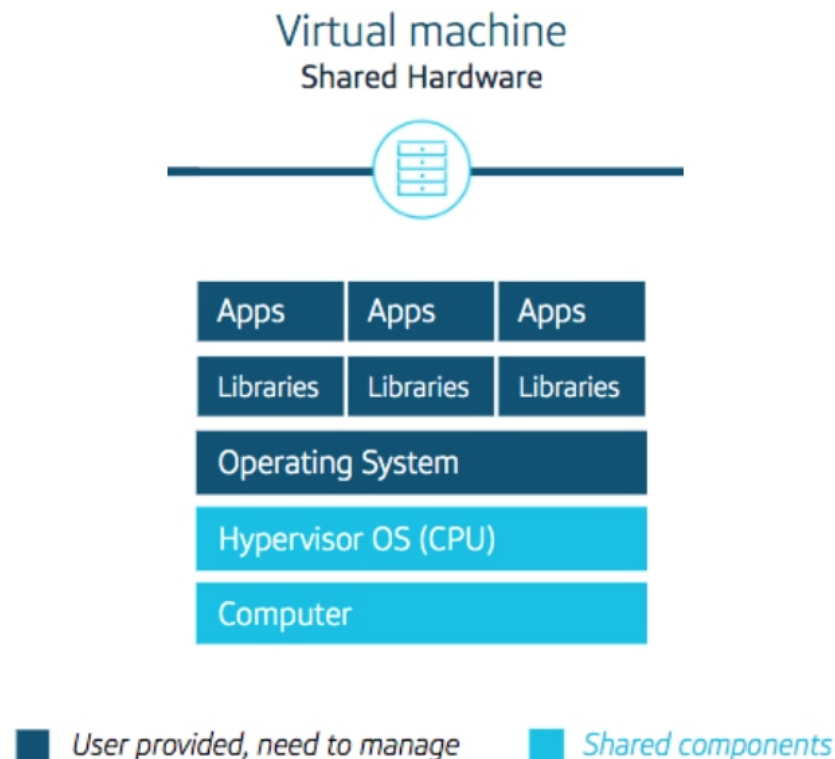 Virtual machine
Shared Hardware
Apps Apps Apps
Libraries Libraries Libraries
Operating System
Hypervisor OS (CPU)
Computer
User provided, need to manage Shared components